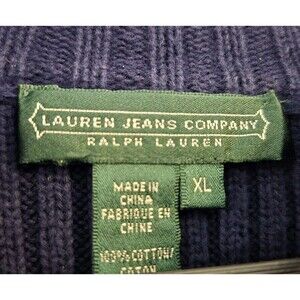 LAUREN JEANS COMPANY
RALPH LAUREN
XL
MADE IN
CHINA
FABRIQUE EN
CHINE
100% COTTON/
COTON